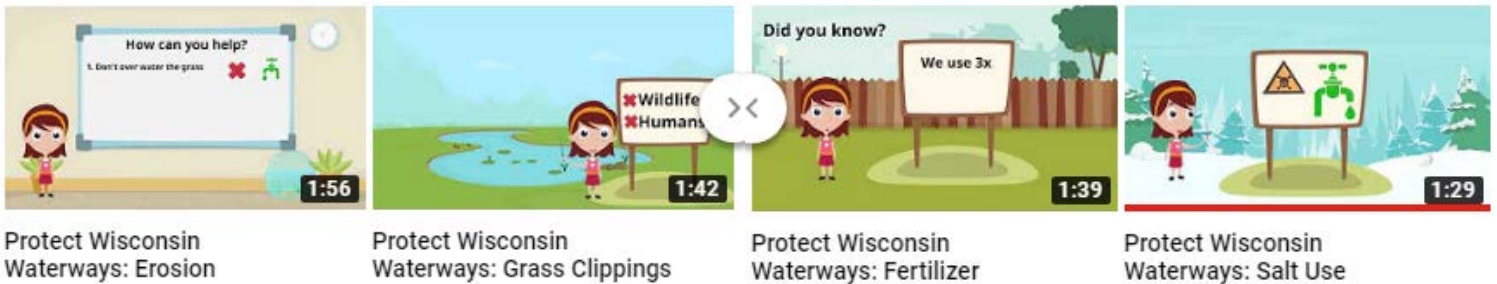 How can you help?
1. Don't over water the grass
1:56
Protect Wisconsin
Waterways: Erosion
Wildlife
Humans
1:42
Protect Wisconsin
Waterways: Grass Clippings
Did you know?
We use 3x
1:39
Protect Wisconsin
Waterways: Fertilizer
1:29
Protect Wisconsin
Waterways: Salt Use